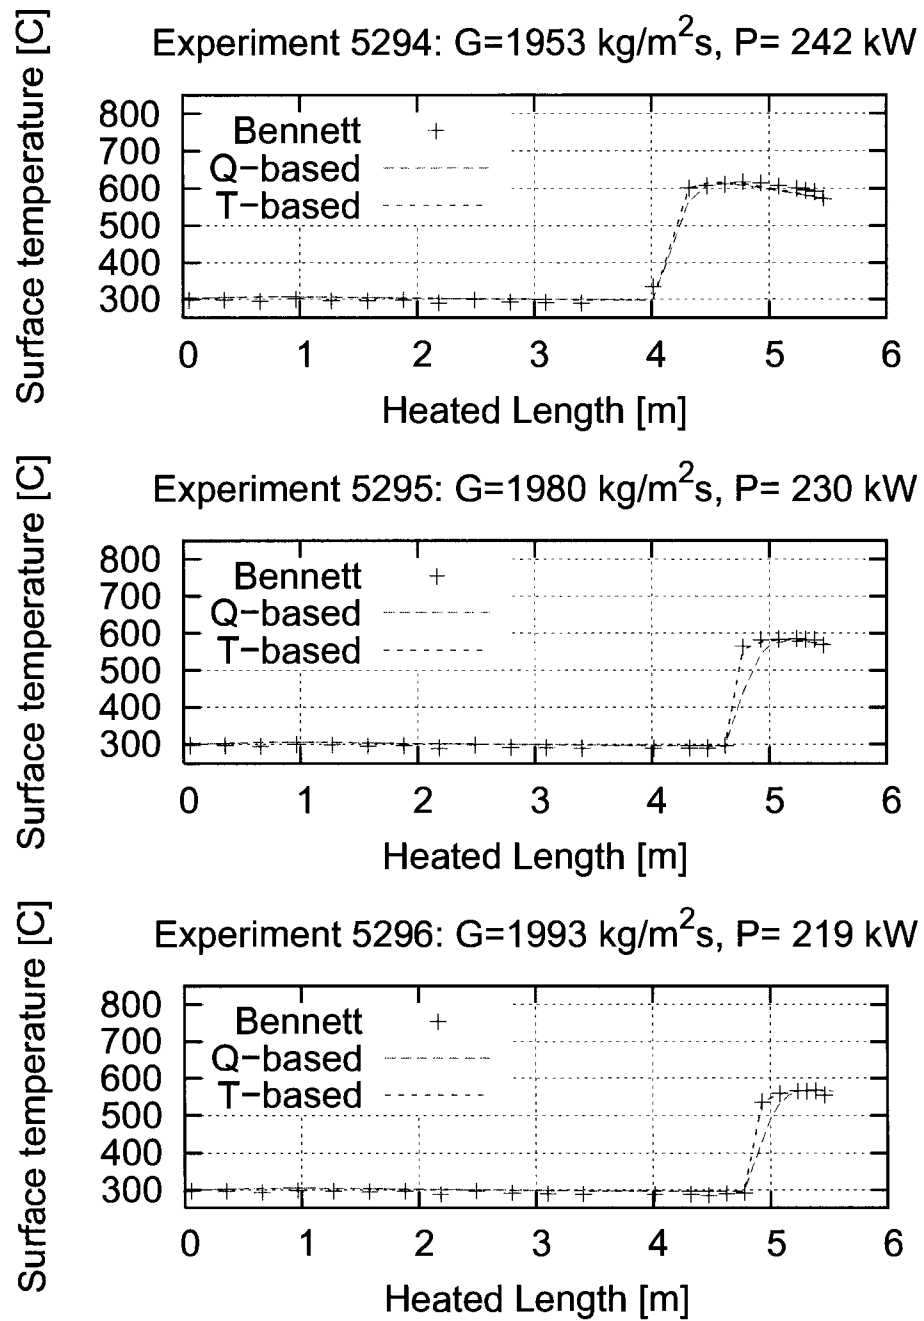 Experiment 5294: G=1953 kg/m²s, P= 242 kW
Surface temperature [C]
800
700
600
500
400
300
Bennett
Q−based
T−based
0 1 2 3 4 5 6
Heated Length [m]
Experiment 5295: G=1980 kg/m²s, P= 230 kW
Surface temperature [C]
800
700
600
500
400
300
Bennett
Q−based
T−based
0 1 2 3 4 5 6
Heated Length [m]
Experiment 5296: G=1993 kg/m²s, P= 219 kW
Surface temperature [C]
800
700
600
500
400
300
Bennett
Q−based
T−based
0 1 2 3 4 5 6
Heated Length [m]